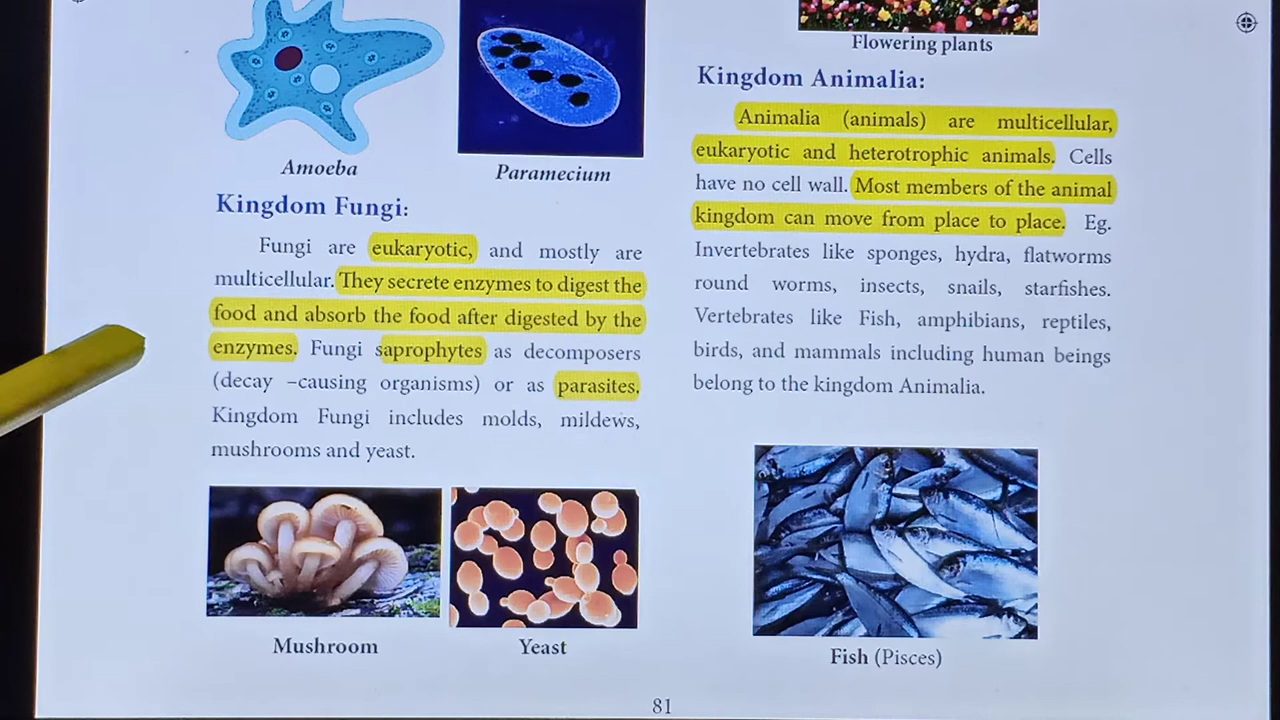 Amoeba
Paramecium
Kingdom Fungi:
Fungi are eukaryotic, and mostly are
multicellular. They secrete enzymes to digest the
food and absorb the food after digested by the
enzymes. Fungi saprophytes as decomposers
(decay –causing organisms) or as parasites.
Kingdom Fungi includes molds, mildews,
mushrooms and yeast.
Mushroom
Yeast
Flowering plants
Kingdom Animalia:
Animalia (animals) are multicellular,
eukaryotic and heterotrophic animals. Cells
have no cell wall. Most members of the animal
kingdom can move from place to place. Eg.
Invertebrates like sponges, hydra, flatworms
round worms, insects, snails, starfishes.
Vertebrates like Fish, amphibians, reptiles,
birds, and mammals including human beings
belong to the kingdom Animalia.
Fish (Pisces)
81